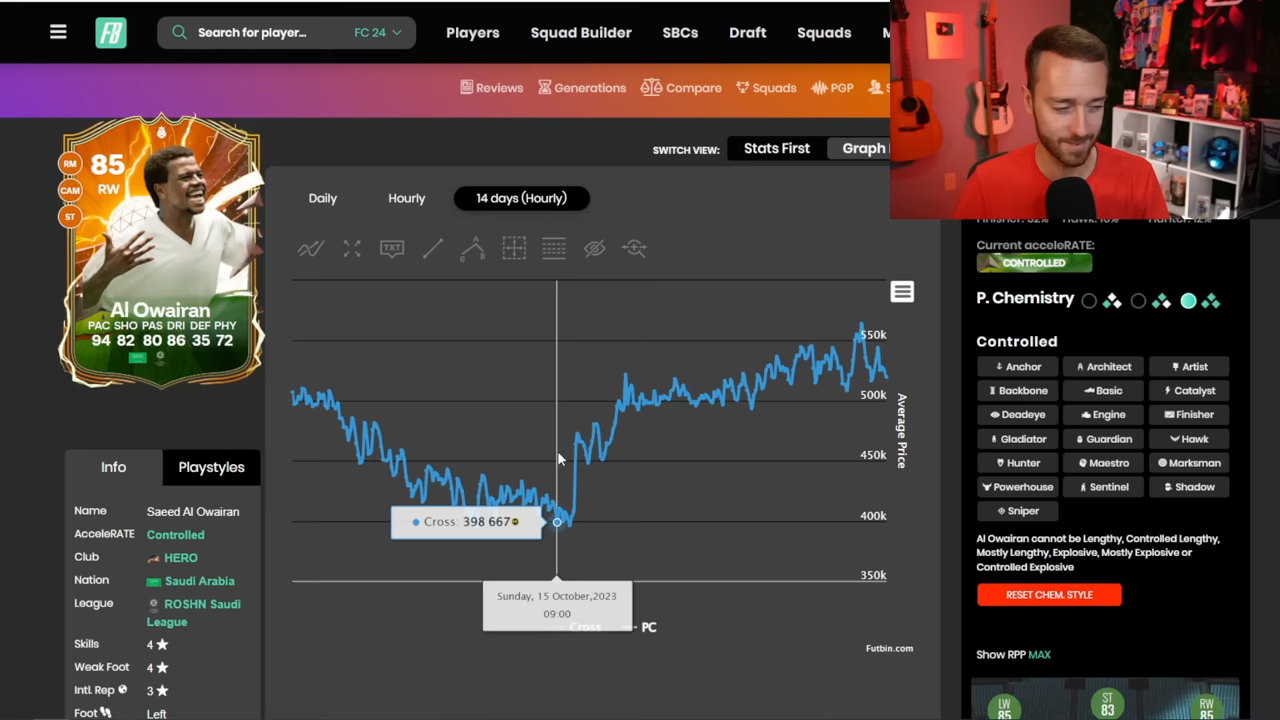 FB
Search for player...
FC 24
Players
Squad Builder
SBCs
Draft
Squads
Reviews
Generations
Compare
Squads
PGP
SWITCH VIEW:
Stats First
Graph
RM
CAM
ST
85
RW
Al Owairan
PAC SHO PAS DRI DEF PHY
94 82 80 86 35 72
Daily
Hourly
14 days (Hourly)
TXT
550k
500k
450k
400k
350k
Average Price
Cross: 398 667
Sunday, 15 October,2023
09:00
Cross
PC
Futbin.com
Info
Playstyles
Name Saeed Al Owairan
AcceleRATE Controlled
Club HERO
Nation Saudi Arabia
League ROSHN Saudi
League
Skills 4
Weak Foot 4
Intl. Rep 3
Foot Left
Current acceleRATE:
CONTROLLED
P. Chemistry
Controlled
Anchor Architect Artist
Backbone Basic Catalyst
Deadeye Engine Finisher
Gladiator Guardian Hawk
Hunter Maestro Marksman
Powerhouse Sentinel Shadow
Sniper
Al Owairan cannot be Lengthy, Controlled Lengthy,
Mostly Lengthy, Explosive, Mostly Explosive or
Controlled Explosive
RESET CHEM. STYLE
Show RPP MAX
LW
85
ST
83
RW
85